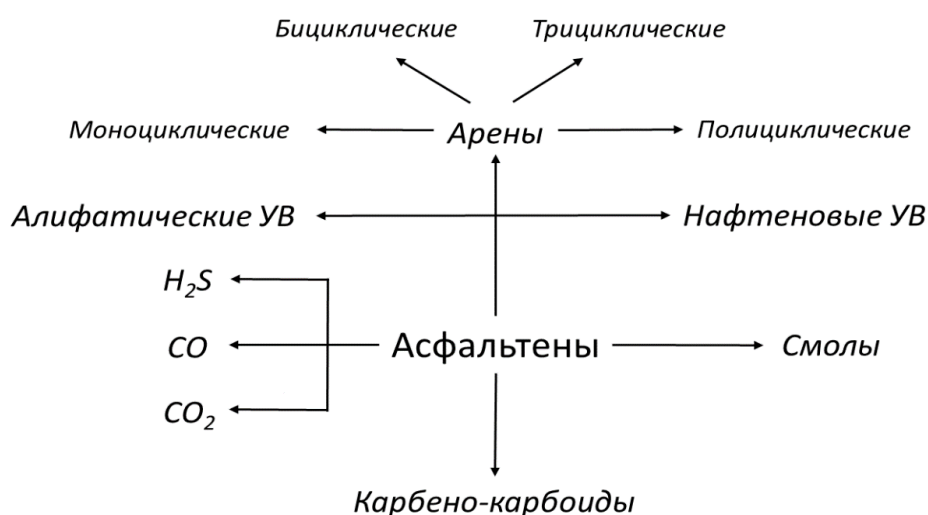 Бициклические
Трициклические
Моноциклические
Арены
Полициклические
Алифатические УВ
Нафтеновые УВ
H₂S
CO
Асфальтены
Смолы
CO₂
Карбено-карбоиды